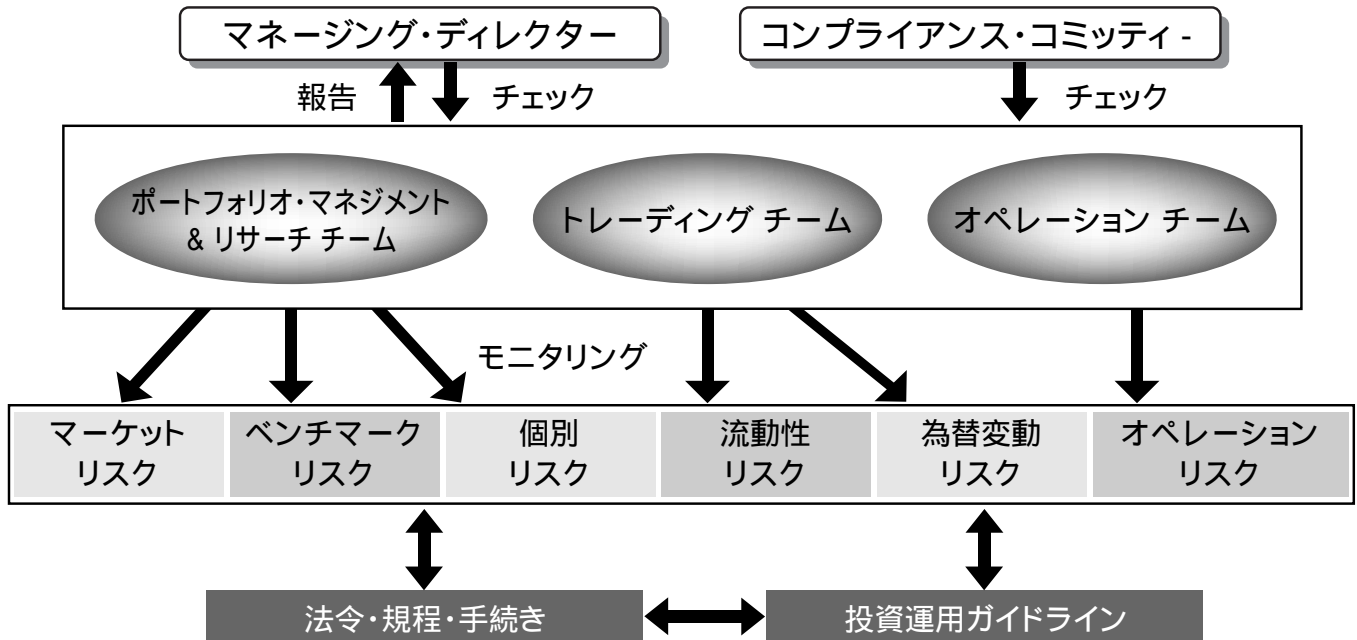 マネージング・ディレクター
コンプライアンス・コミッティ -
報告
チェック
チェック
ポートフォリオ・マネジメント
& リサーチ チーム
トレーディング チーム
オペレーション チーム
モニタリング
マーケット
リスク
ベンチマーク
リスク
個別
リスク
流動性
リスク
為替変動
リスク
オペレーション
リスク
法令・規程・手続き
投資運用ガイドライン